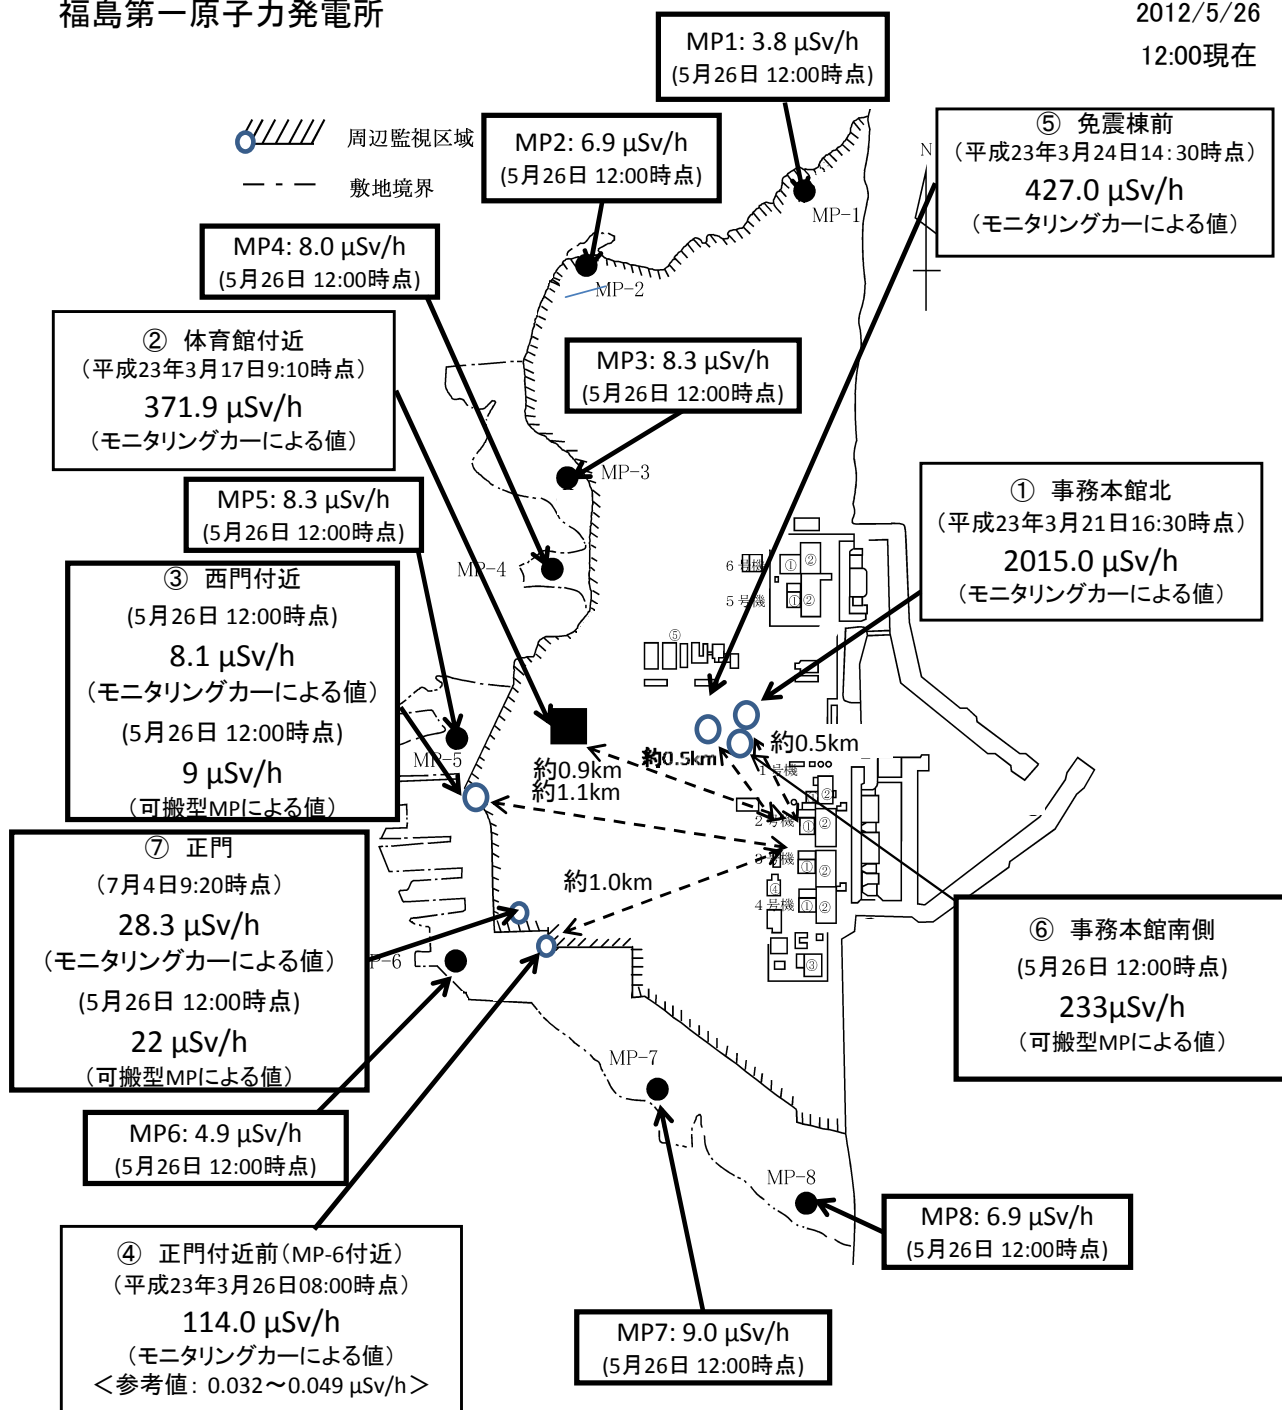 福島第一原子力発電所
2012/5/26
12:00現在
MP1: 3.8 μSv/h
(5月26日 12:00時点)
周辺監視区域
敷地境界
MP2: 6.9 μSv/h
(5月26日 12:00時点)
⑤ 免震棟前
(平成23年3月24日14:30時点)
427.0 μSv/h
(モニタリングカーによる値)
N
MP-1
MP4: 8.0 μSv/h
(5月26日 12:00時点)
MP-2
② 体育館付近
(平成23年3月17日9:10時点)
371.9 μSv/h
(モニタリングカーによる値)
MP3: 8.3 μSv/h
(5月26日 12:00時点)
MP-3
MP5: 8.3 μSv/h
(5月26日 12:00時点)
① 事務本館北
(平成23年3月21日16:30時点)
2015.0 μSv/h
(モニタリングカーによる値)
MP-4
6号機
① ②
5号機
① ②
③ 西門付近
(5月26日 12:00時点)
8.1 μSv/h
(モニタリングカーによる値)
(5月26日 12:00時点)
9 μSv/h
(可搬型MPによる値)
⑤
MP-5
約0.9km
約1.1km
約0.5km
約0.5km
1号機
②
2号機
① ②
3号機
① ②
④
4号機
① ②
③
約1.0km
⑦ 正門
(7月4日9:20時点)
28.3 μSv/h
(モニタリングカーによる値)
(5月26日 12:00時点)
22 μSv/h
(可搬型MPによる値)
P-6
⑥ 事務本館南側
(5月26日 12:00時点)
233μSv/h
(可搬型MPによる値)
MP-7
MP6: 4.9 μSv/h
(5月26日 12:00時点)
MP-8
MP8: 6.9 μSv/h
(5月26日 12:00時点)
④ 正門付近前(MP-6付近)
(平成23年3月26日08:00時点)
114.0 μSv/h
(モニタリングカーによる値)
<参考値: 0.032~0.049 μSv/h>
MP7: 9.0 μSv/h
(5月26日 12:00時点)